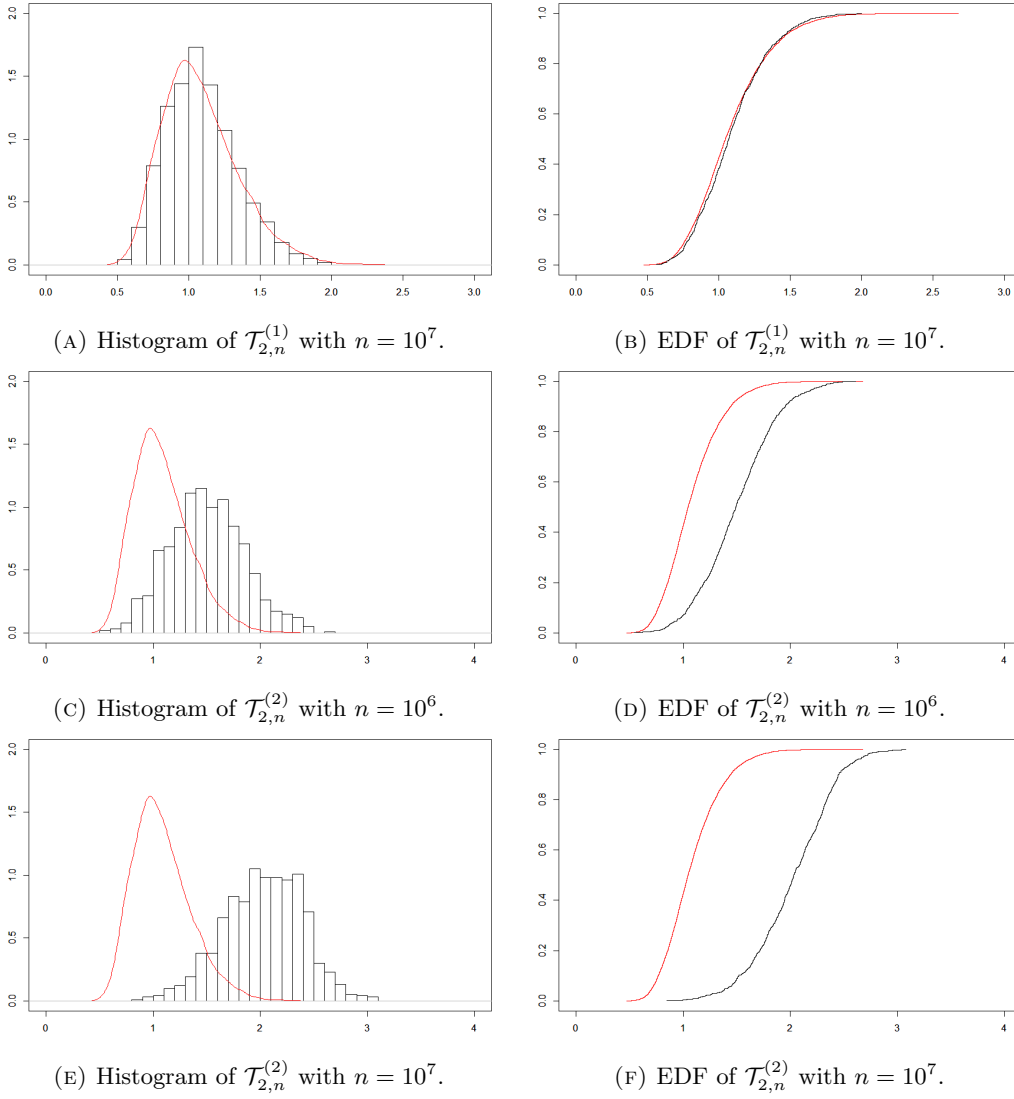 0.0 0.5 1.0 1.5 2.0
0.0 0.5 1.0 1.5 2.0 2.5 3.0
0.0 0.2 0.4 0.6 0.8 1.0
0.0 0.5 1.0 1.5 2.0 2.5 3.0
(A) Histogram of $\mathcal{T}_{2,n}^{(1)}$ with $n = 10^7$.
(B) EDF of $\mathcal{T}_{2,n}^{(1)}$ with $n = 10^7$.
0.0 0.5 1.0 1.5 2.0
0 1 2 3 4
0.0 0.2 0.4 0.6 0.8 1.0
0 1 2 3 4
(C) Histogram of $\mathcal{T}_{2,n}^{(2)}$ with $n = 10^6$.
(D) EDF of $\mathcal{T}_{2,n}^{(2)}$ with $n = 10^6$.
0.0 0.5 1.0 1.5 2.0
0 1 2 3 4
0.0 0.2 0.4 0.6 0.8 1.0
0 1 2 3 4
(E) Histogram of $\mathcal{T}_{2,n}^{(2)}$ with $n = 10^7$.
(F) EDF of $\mathcal{T}_{2,n}^{(2)}$ with $n = 10^7$.